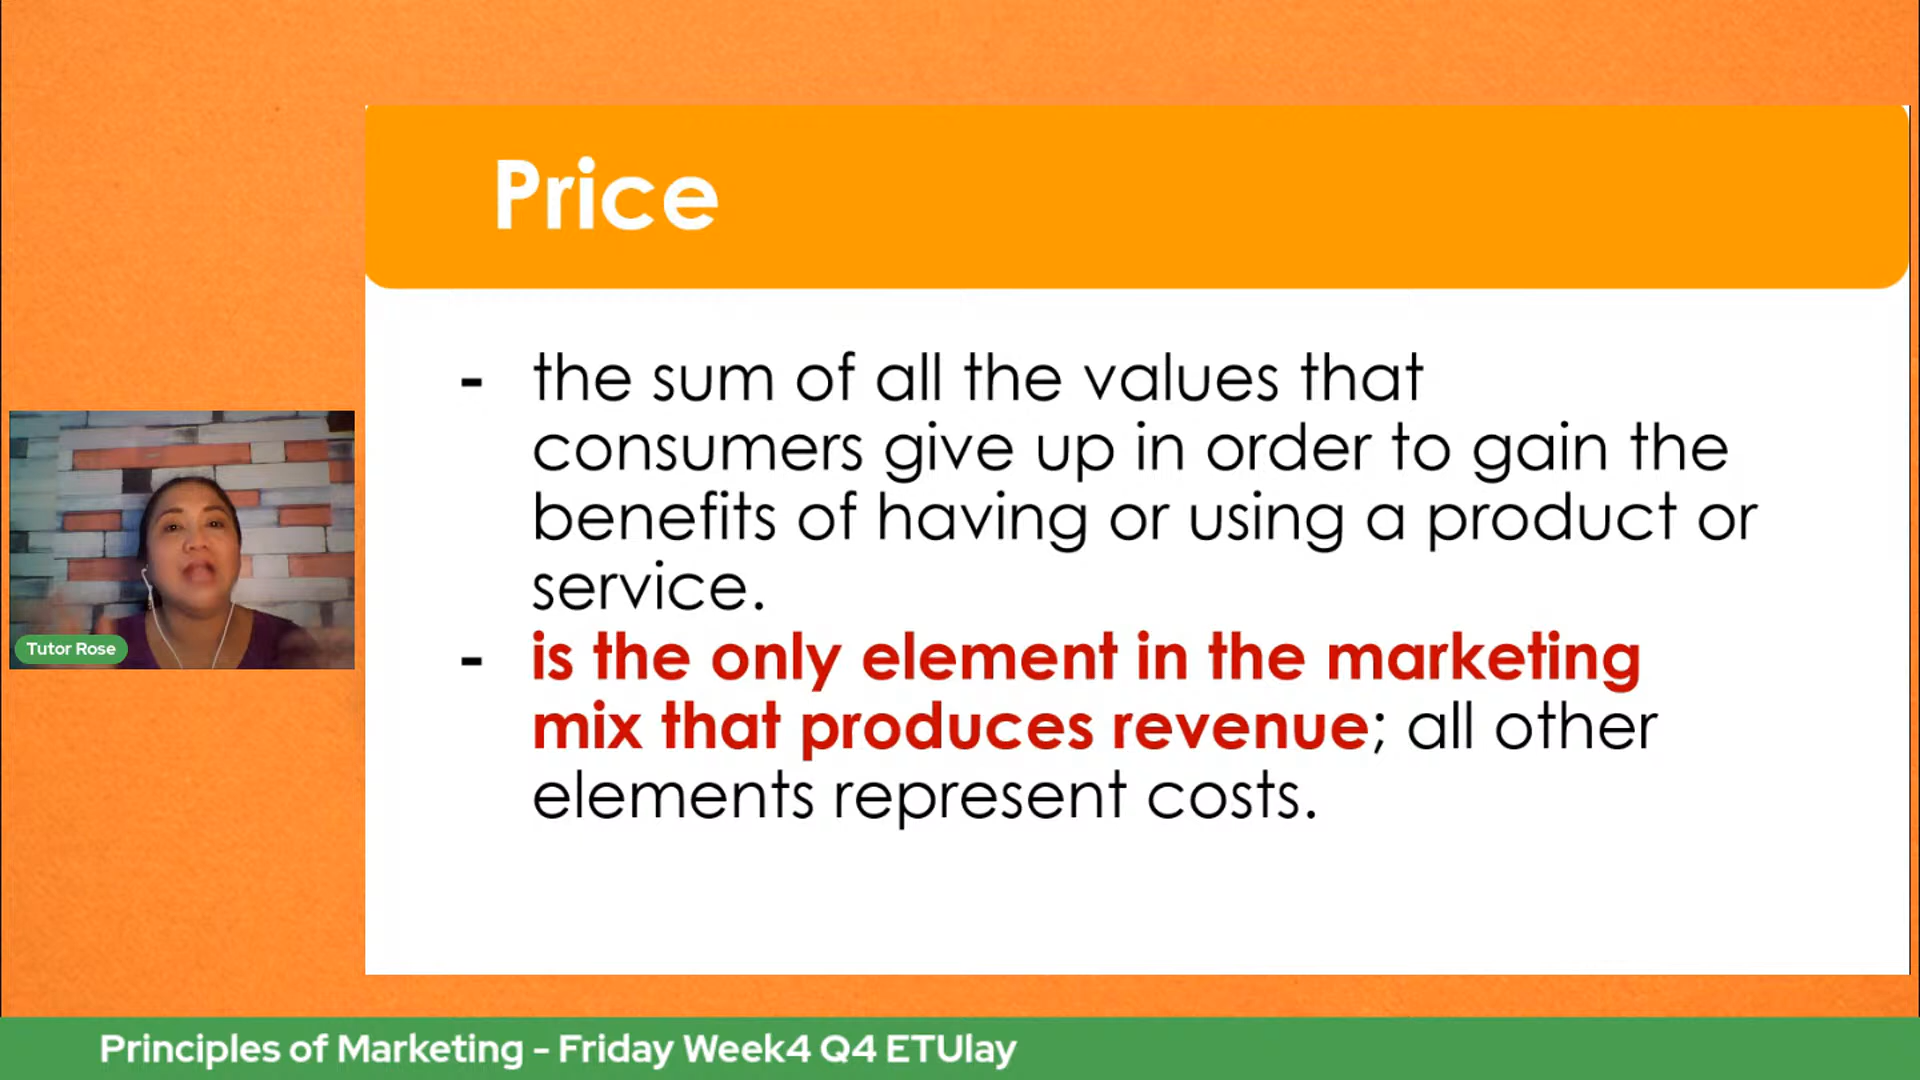 Price
- the sum of all the values that
consumers give up in order to gain the
benefits of having or using a product or
service.
- is the only element in the marketing
mix that produces revenue; all other
elements represent costs.
Tutor Rose
Principles of Marketing - Friday Week4 Q4 ETUlay